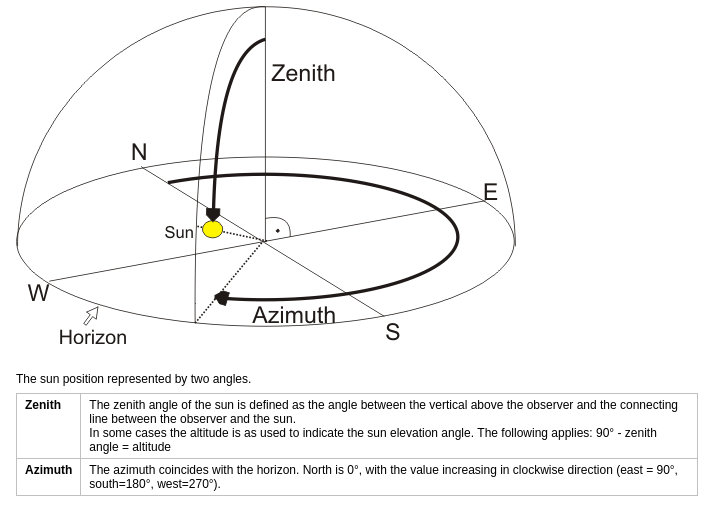 Zenith
N
E
Sun
W
Azimuth
Horizon
S
The sun position represented by two angles.
Zenith
The zenith angle of the sun is defined as the angle between the vertical above the observer and the connecting
line between the observer and the sun.
In some cases the altitude is as used to indicate the sun elevation angle. The following applies: 90° - zenith
angle = altitude
Azimuth
The azimuth coincides with the horizon. North is 0°, with the value increasing in clockwise direction (east = 90°,
south=180°, west=270°).